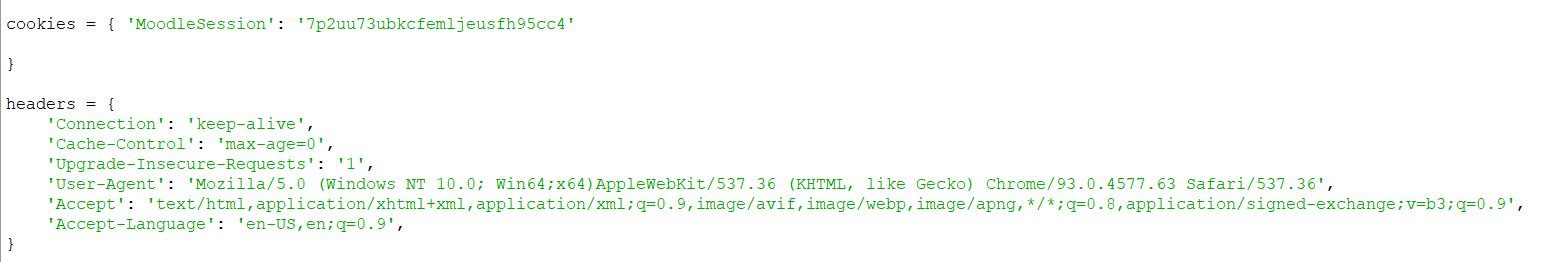 cookies = { 'MoodleSession': '7p2uu73ubkcfemljeusfh95cc4'
}
headers = {
'Connection': 'keep-alive',
'Cache-Control': 'max-age=0',
'Upgrade-Insecure-Requests': '1',
'User-Agent': 'Mozilla/5.0 (Windows NT 10.0; Win64;x64)AppleWebKit/537.36 (KHTML, like Gecko) Chrome/93.0.4577.63 Safari/537.36',
'Accept': 'text/html,application/xhtml+xml,application/xml;q=0.9,image/avif,image/webp,image/apng,*/*;q=0.8,application/signed-exchange;v=b3;q=0.9',
'Accept-Language': 'en-US,en;q=0.9',
}